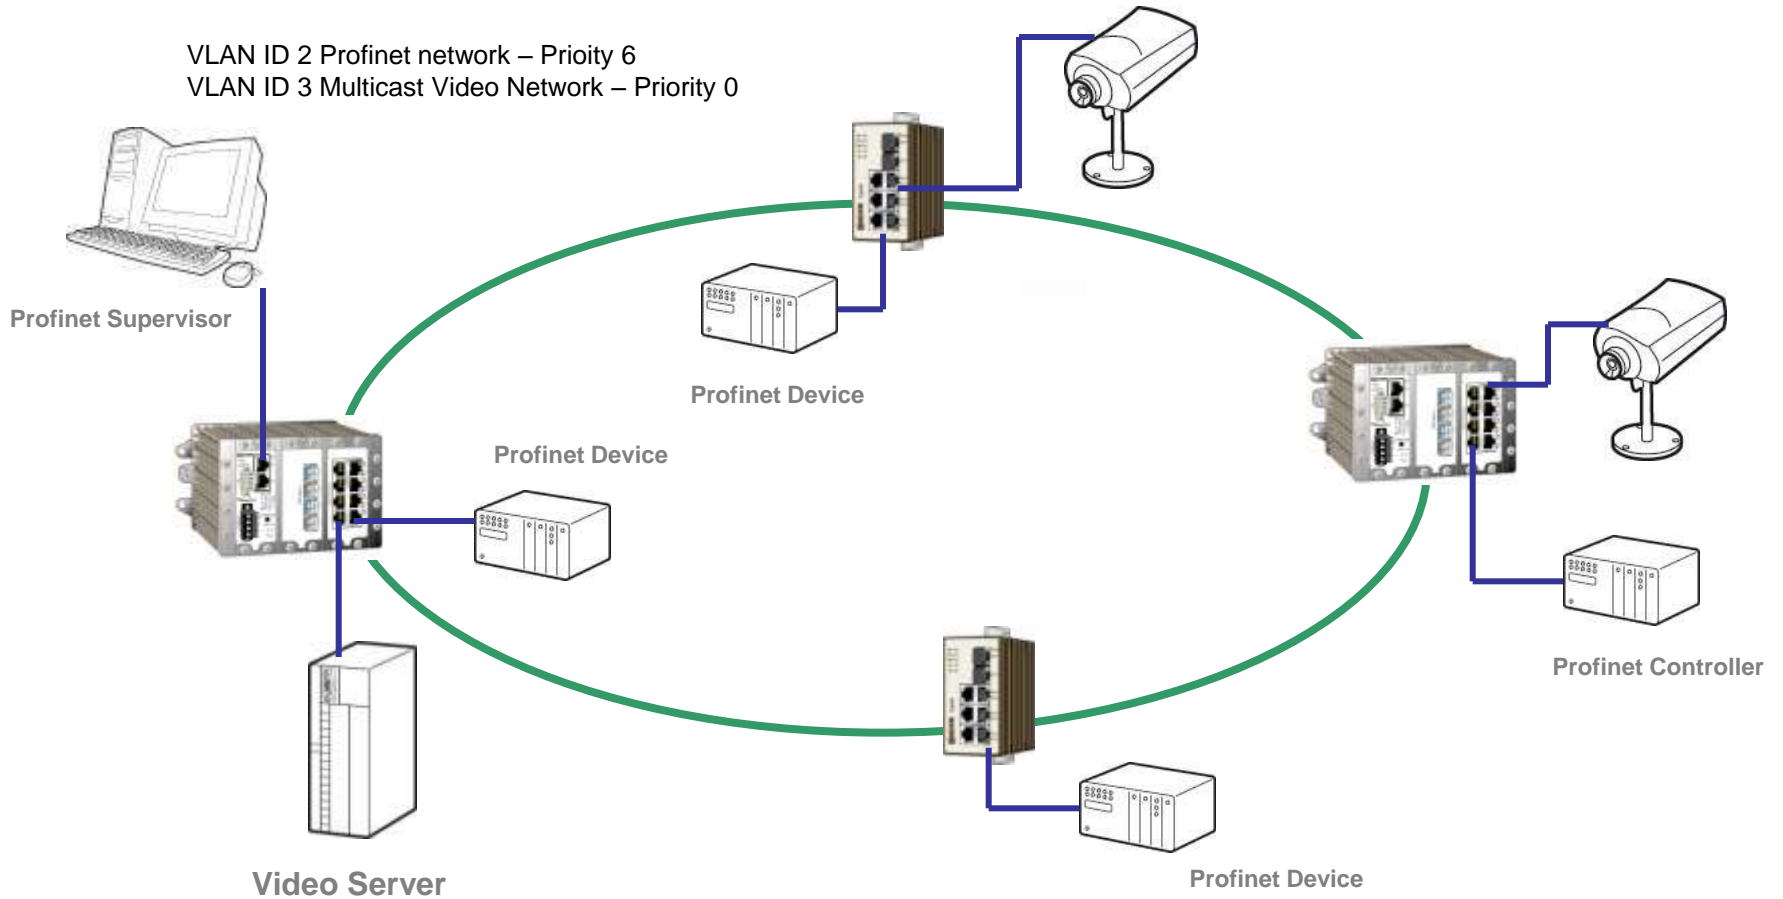 VLAN ID 2 Profinet network – Prioity 6
VLAN ID 3 Multicast Video Network – Priority 0
Profinet Supervisor
Profinet Device
Profinet Device
Profinet Controller
Video Server
Profinet Device